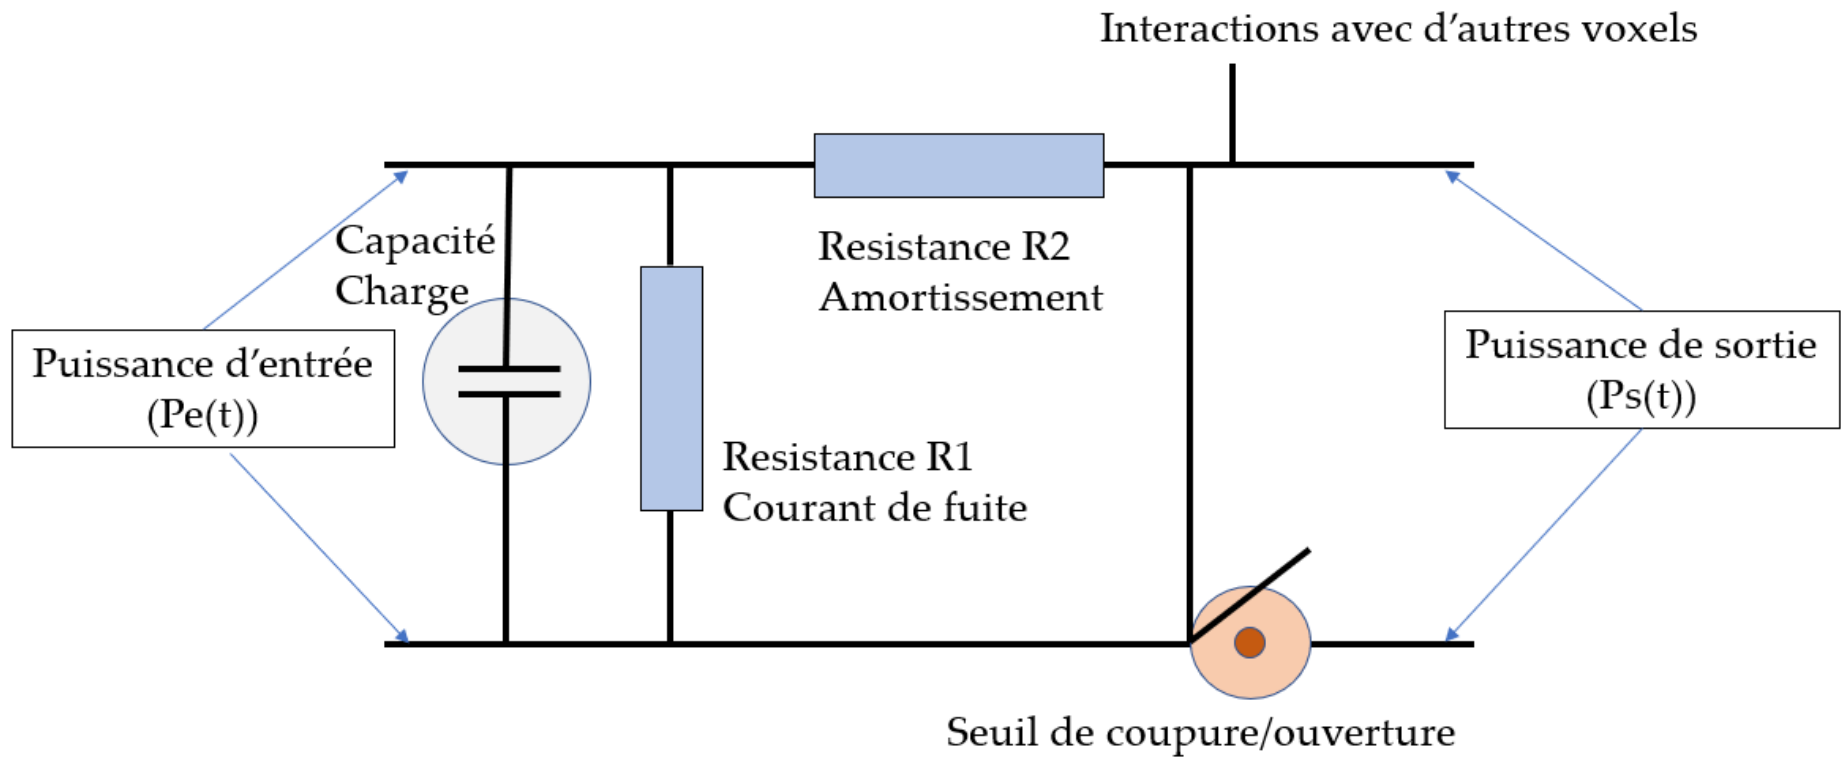 Interactions avec d’autres voxels
Capacité
Charge
Resistance R2
Amortissement
Puissance d’entrée
(Pe(t))
Puissance de sortie
(Ps(t))
Resistance R1
Courant de fuite
Seuil de coupure/ouverture